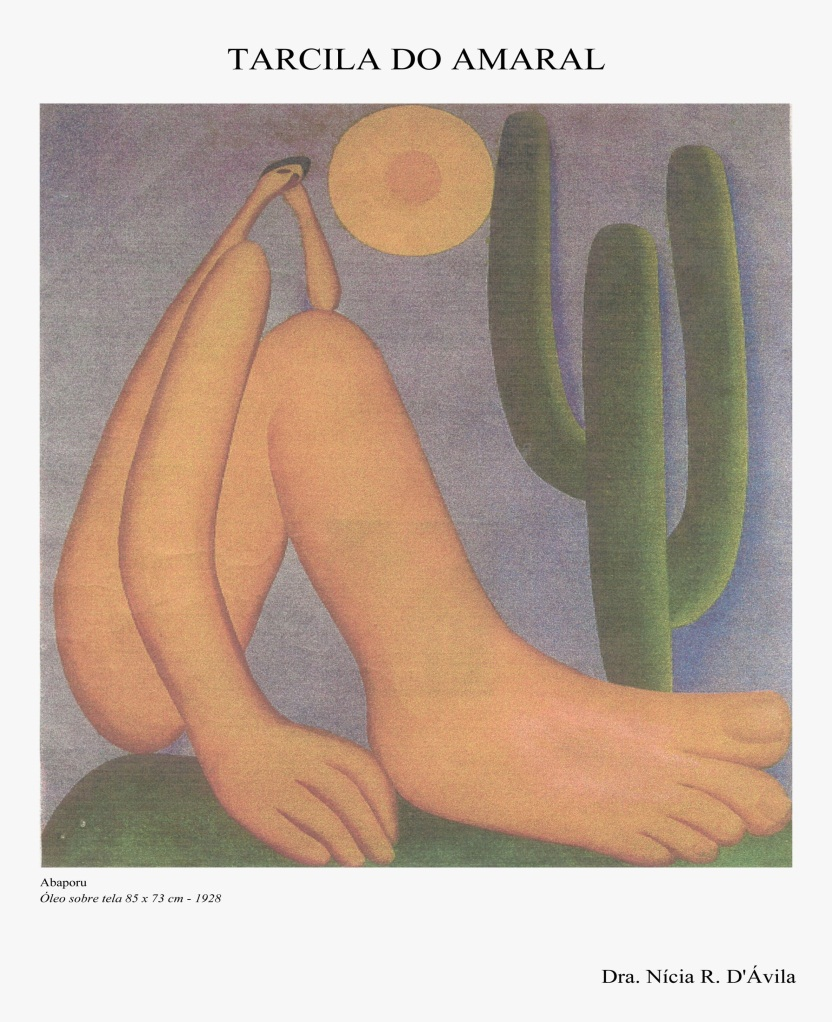 TARCILA DO AMARAL
Abaporu
Óleo sobre tela 85 x 73 cm - 1928
Dra. Nícia R. D'Ávila